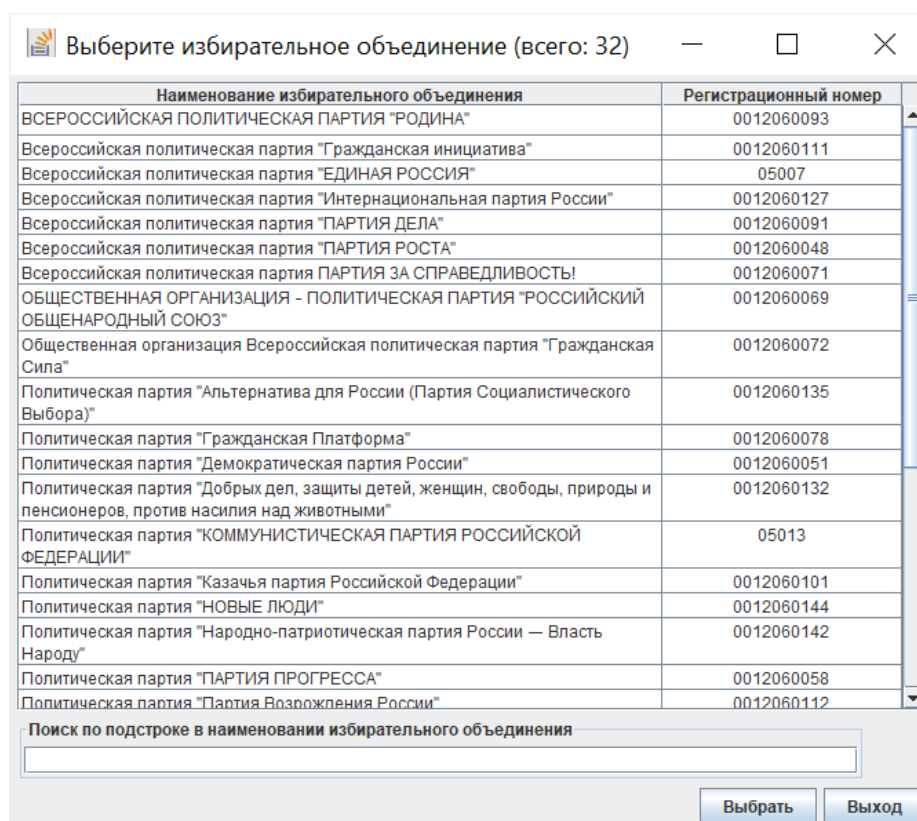 Выберите избирательное объединение (всего: 32)
Наименование избирательного объединения Регистрационный номер
ВСЕРОССИЙСКАЯ ПОЛИТИЧЕСКАЯ ПАРТИЯ "РОДИНА" 0012060093
Всероссийская политическая партия "Гражданская инициатива" 0012060111
Всероссийская политическая партия "ЕДИНАЯ РОССИЯ" 05007
Всероссийская политическая партия "Интернациональная партия России" 0012060127
Всероссийская политическая партия "ПАРТИЯ ДЕЛА" 0012060091
Всероссийская политическая партия "ПАРТИЯ РОСТА" 0012060048
Всероссийская политическая партия ПАРТИЯ ЗА СПРАВЕДЛИВОСТЬ! 0012060071
ОБЩЕСТВЕННАЯ ОРГАНИЗАЦИЯ - ПОЛИТИЧЕСКАЯ ПАРТИЯ "РОССИЙСКИЙ 0012060069
ОБЩЕНАРОДНЫЙ СОЮЗ"
Общественная организация Всероссийская политическая партия "Гражданская 0012060072
Сила"
Политическая партия "Альтернатива для России (Партия Социалистического 0012060135
Выбора)"
Политическая партия "Гражданская Платформа" 0012060078
Политическая партия "Демократическая партия России" 0012060051
Политическая партия "Добрых дел, защиты детей, женщин, свободы, природы и 0012060132
пенсионеров, против насилия над животными"
Политическая партия "КОММУНИСТИЧЕСКАЯ ПАРТИЯ РОССИЙСКОЙ 05013
ФЕДЕРАЦИИ"
Политическая партия "Казачья партия Российской Федерации" 0012060101
Политическая партия "НОВЫЕ ЛЮДИ" 0012060144
Политическая партия "Народно-патриотическая партия России — Власть 0012060142
Народу"
Политическая партия "ПАРТИЯ ПРОГРЕССА" 0012060058
Политическая партия "Партия Возрождения России" 0012060112
Поиск по подстроке в наименовании избирательного объединения
Выбрать Выход